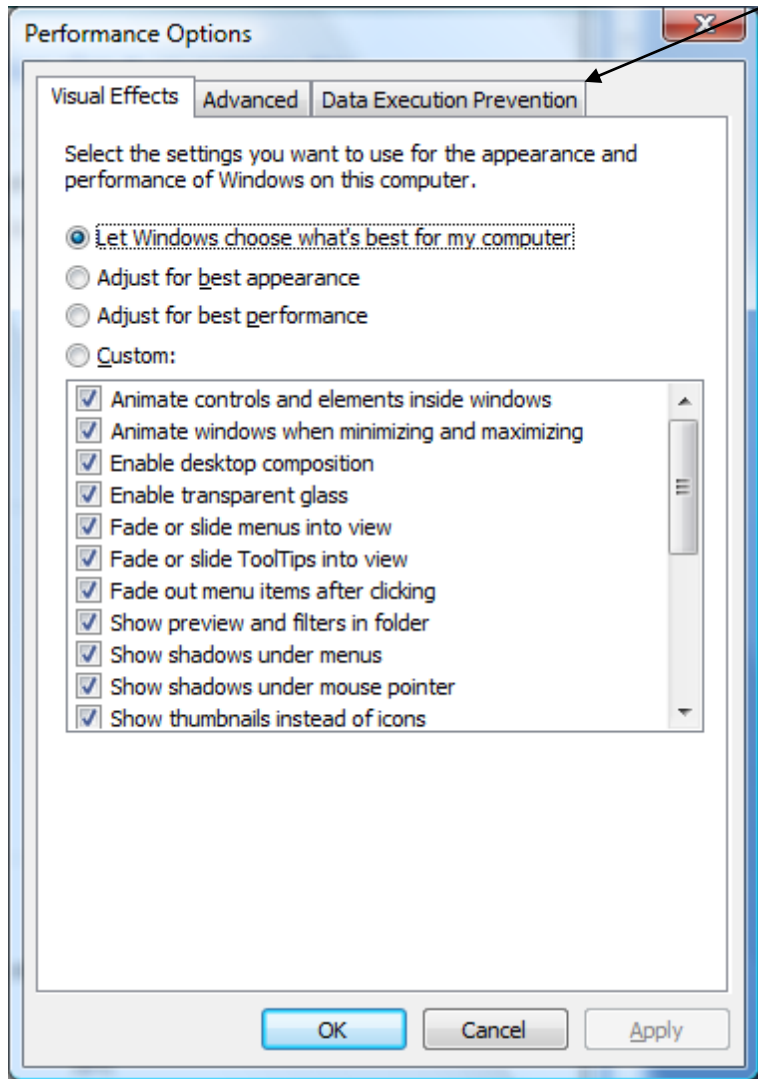 Performance Options
Visual Effects Advanced Data Execution Prevention
Select the settings you want to use for the appearance and
performance of Windows on this computer.
Let Windows choose what's best for my computer
Adjust for best appearance
Adjust for best performance
Custom:
Animate controls and elements inside windows
Animate windows when minimizing and maximizing
Enable desktop composition
Enable transparent glass
Fade or slide menus into view
Fade or slide ToolTips into view
Fade out menu items after clicking
Show preview and filters in folder
Show shadows under menus
Show shadows under mouse pointer
Show thumbnails instead of icons
OK Cancel Apply